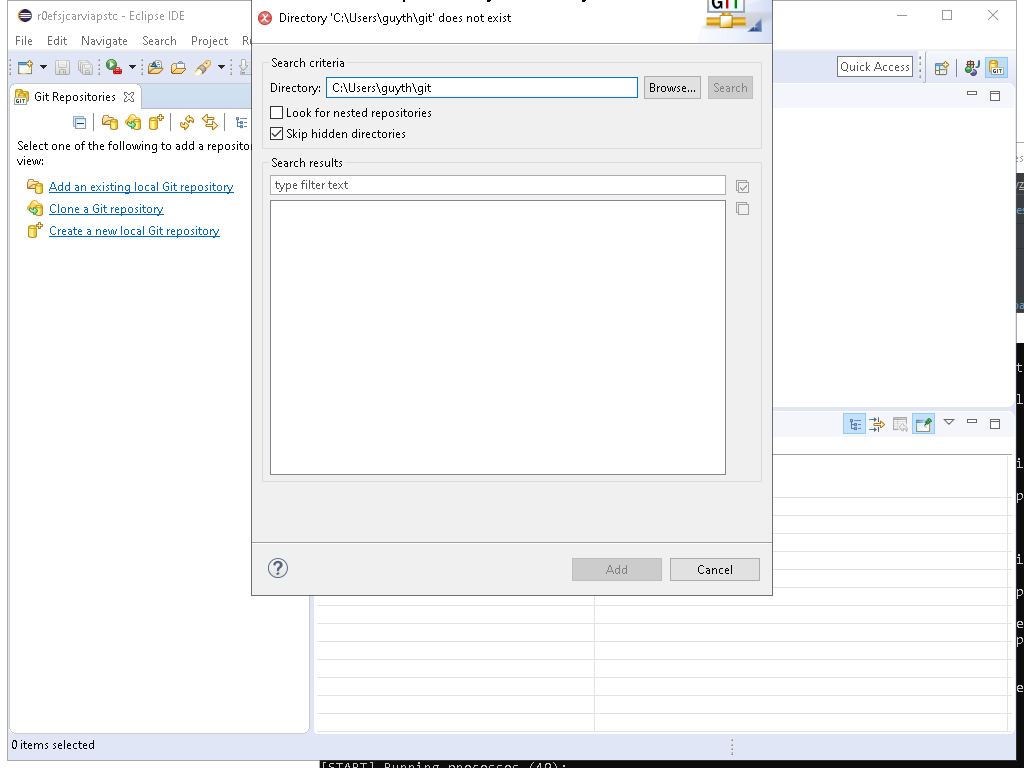 r0efsjcarviapstc - Eclipse IDE
Directory 'C:\Users\guyth\git' does not exist
GIT
File Edit Navigate Search Project
Search criteria
Quick Access
Directory: C:\Users\guyth\git Browse... Search
Git Repositories
Look for nested repositories
Skip hidden directories
Select one of the following to add a reposito
view:
Search results
type filter text
Add an existing local Git repository
Clone a Git repository
Create a new local Git repository
Add Cancel
0 items selected
[START] Running processes (40):